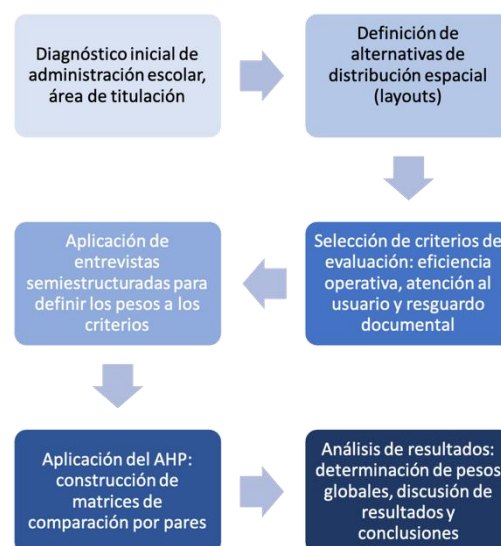 Diagnóstico inicial de
administración escolar,
área de titulación
Definición de
alternativas de
distribución espacial
(layouts)
Selección de criterios de
evaluación: eficiencia
operativa, atención al
usuario y resguardo
documental
Aplicación de
entrevistas
semiestructuradas para
definir los pesos a los
criterios
Aplicación del AHP:
construcción de
matrices de
comparación por pares
Análisis de resultados:
determinación de pesos
globales, discusión de
resultados y
conclusiones